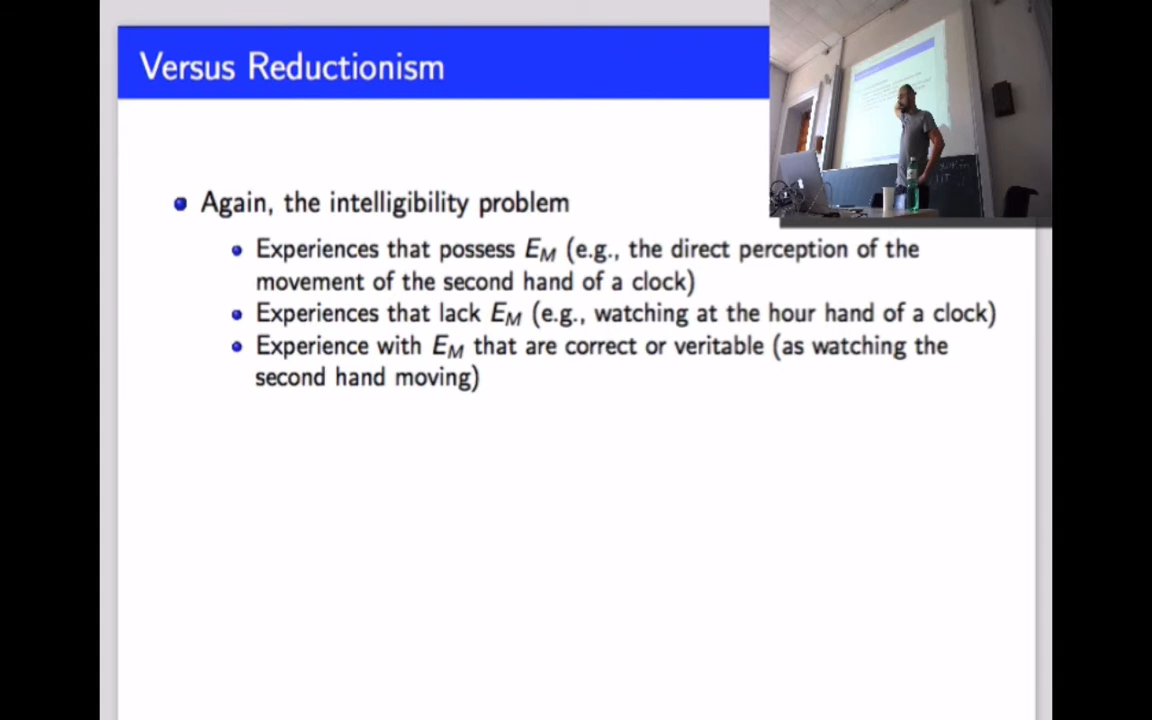 Versus Reductionism
Again, the intelligibility problem
Experiences that possess E_M (e.g., the direct perception of the
movement of the second hand of a clock)
Experiences that lack E_M (e.g., watching at the hour hand of a clock)
Experience with E_M that are correct or veritable (as watching the
second hand moving)